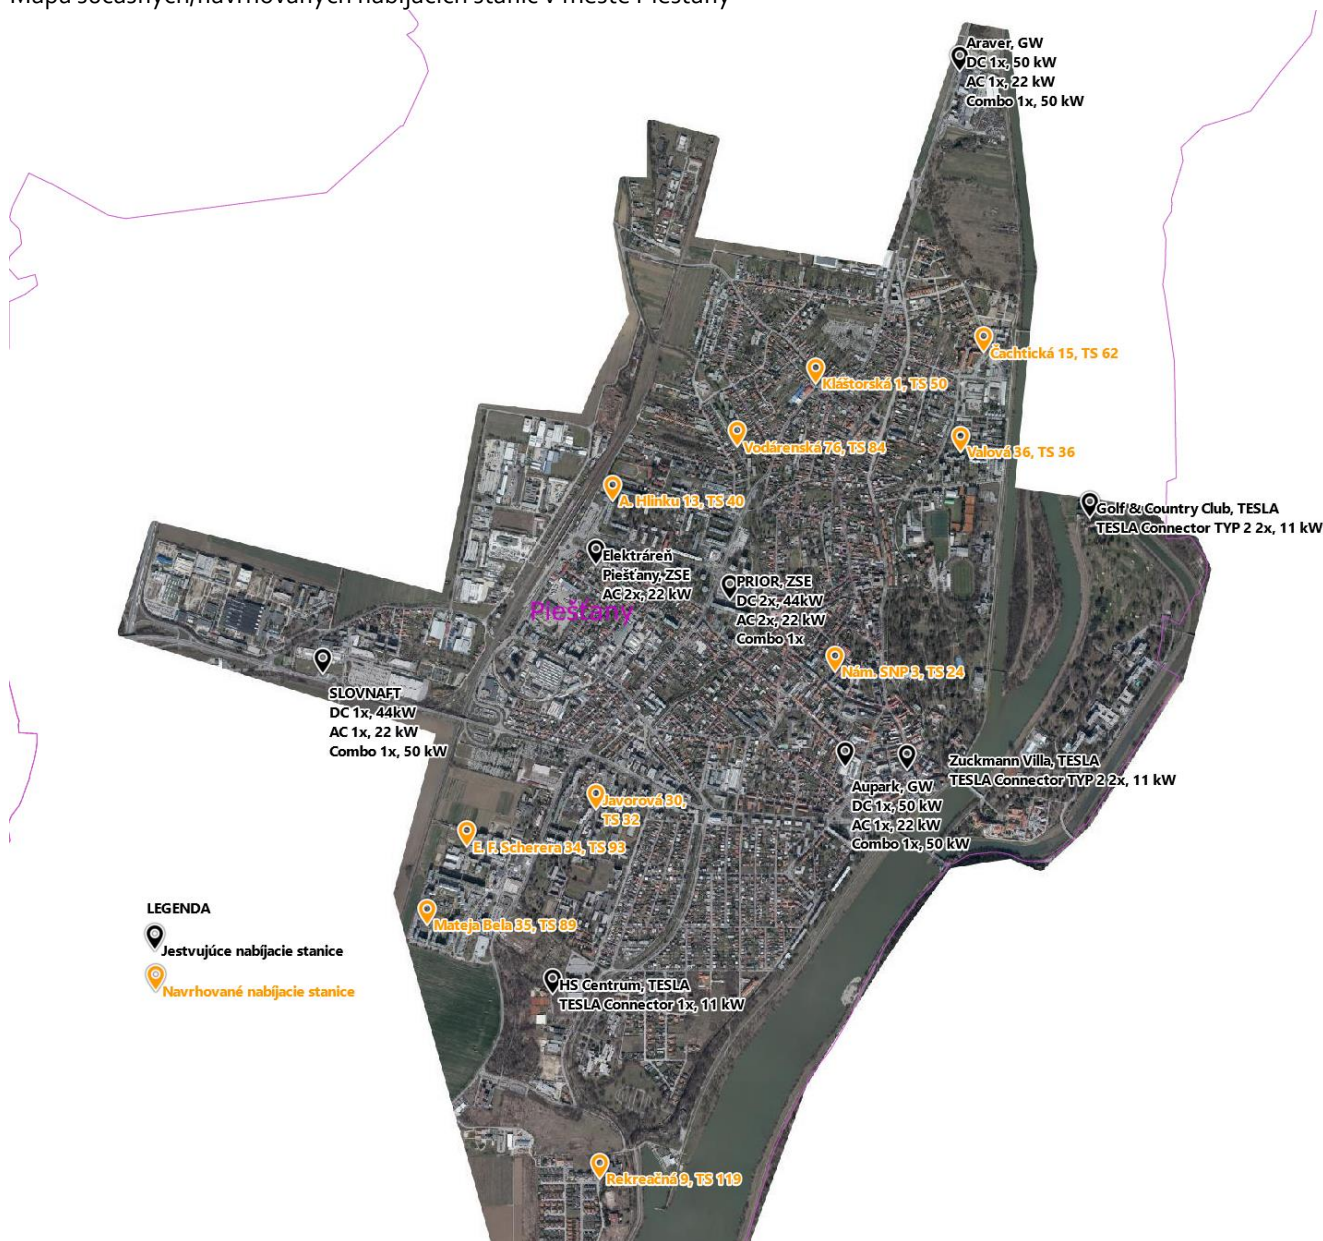 Mapa súčasných/navrhovaných nabíjacích staníc v meste Piešťany
Araver, GW
DC 1x, 50 kW
AC 1x, 22 kW
Combo 1x, 50 kW
Čachtická 15, TS 62
Kláštorská 1, TS 50
Vodárenská 76, TS 84
Valová 36, TS 36
A. Hlinku 13, TS 40
Golf & Country Club, TESLA
TESLA Connector TYP 2 2x, 11 kW
Elektráreň
Piešťany, ZSE
AC 2x, 22 kW
Piešťany
PRIOR, ZSE
DC 2x, 44kW
AC 2x, 22 kW
Combo 1x
Nám. SNP 3, TS 24
SLOVNAFT
DC 1x, 44kW
AC 1x, 22 kW
Combo 1x, 50 kW
Zuckmann Villa, TESLA
TESLA Connector TYP 2 2x, 11 kW
Aupark, GW
DC 1x, 50 kW
AC 1x, 22 kW
Combo 1x, 50 kW
Javorová 30,
TS 32
E. F. Scherera 34, TS 93
Mateja Bela 35, TS 89
LEGENDA
Jestvujúce nabíjacie stanice
Navrhované nabíjacie stanice
HS Centrum, TESLA
TESLA Connector 1x, 11 kW
Rekreačná 9, TS 119